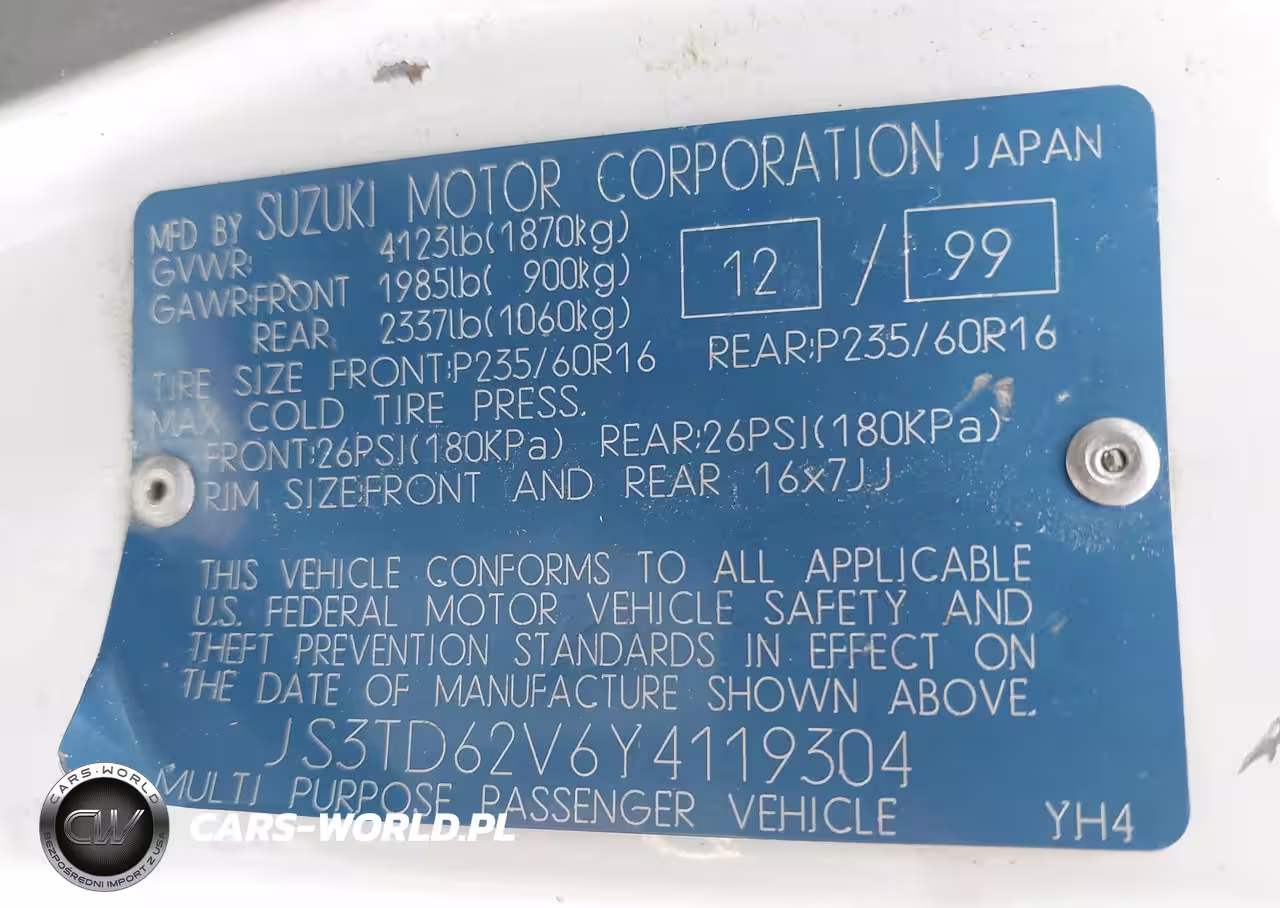 MFD BY SUZUKI MOTOR CORPORATION JAPAN
GVWR: 4123lb(1870kg)
12 / 99
GAWR:FRONT 1985lb( 900kg)
REAR: 2337lb(1060kg)
TIRE SIZE FRONT:P235/60R16 REAR:P235/60R16
MAX COLD TIRE PRESS.
FRONT:26PSI(180KPa) REAR:26PSI(180KPa)
RIM SIZE:FRONT AND REAR 16x7JJ
THIS VEHICLE CONFORMS TO ALL APPLICABLE
U.S. FEDERAL MOTOR VEHICLE SAFETY AND
THEFT PREVENTION STANDARDS IN EFFECT ON
THE DATE OF MANUFACTURE SHOWN ABOVE.
JS3TD62V6Y4119304
MULTI PURPOSE PASSENGER VEHICLE YH4
CARS-WORLD
CW
BEZPOŚREDNI IMPORT Z USA
CARS-WORLD.PL